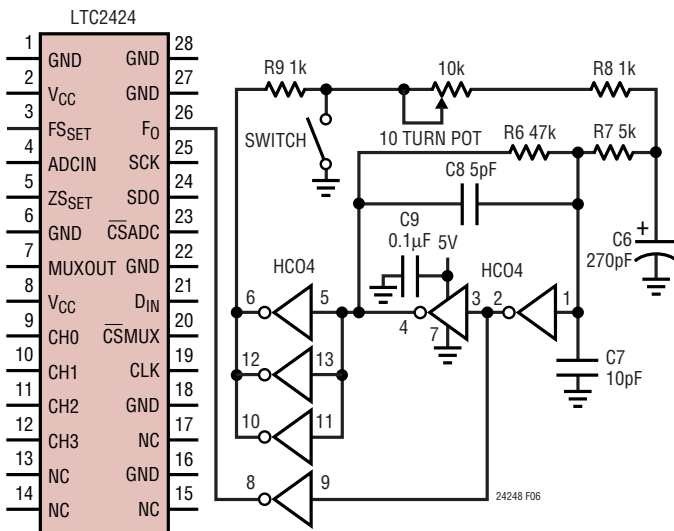 LTC2424
1 GND GND 28
2 VCC GND 27
3 FSSET FO 26
4 ADCIN SCK 25
5 ZSSET SDO 24
6 GND CSADC 23
7 MUXOUT GND 22
8 VCC DIN 21
9 CH0 CSMUX 20
10 CH1 CLK 19
11 CH2 GND 18
12 CH3 NC 17
13 NC GND 16
14 NC NC 15
R9 1k
10k
R8 1k
SWITCH
10 TURN POT
R6 47k
R7 5k
C8 5pF
C9
0.1µF
5V
+
C6
270pF
HC04
HC04
6 5
4 3
7
2 1
C7
10pF
12 13
10 11
8 9
24248 F06